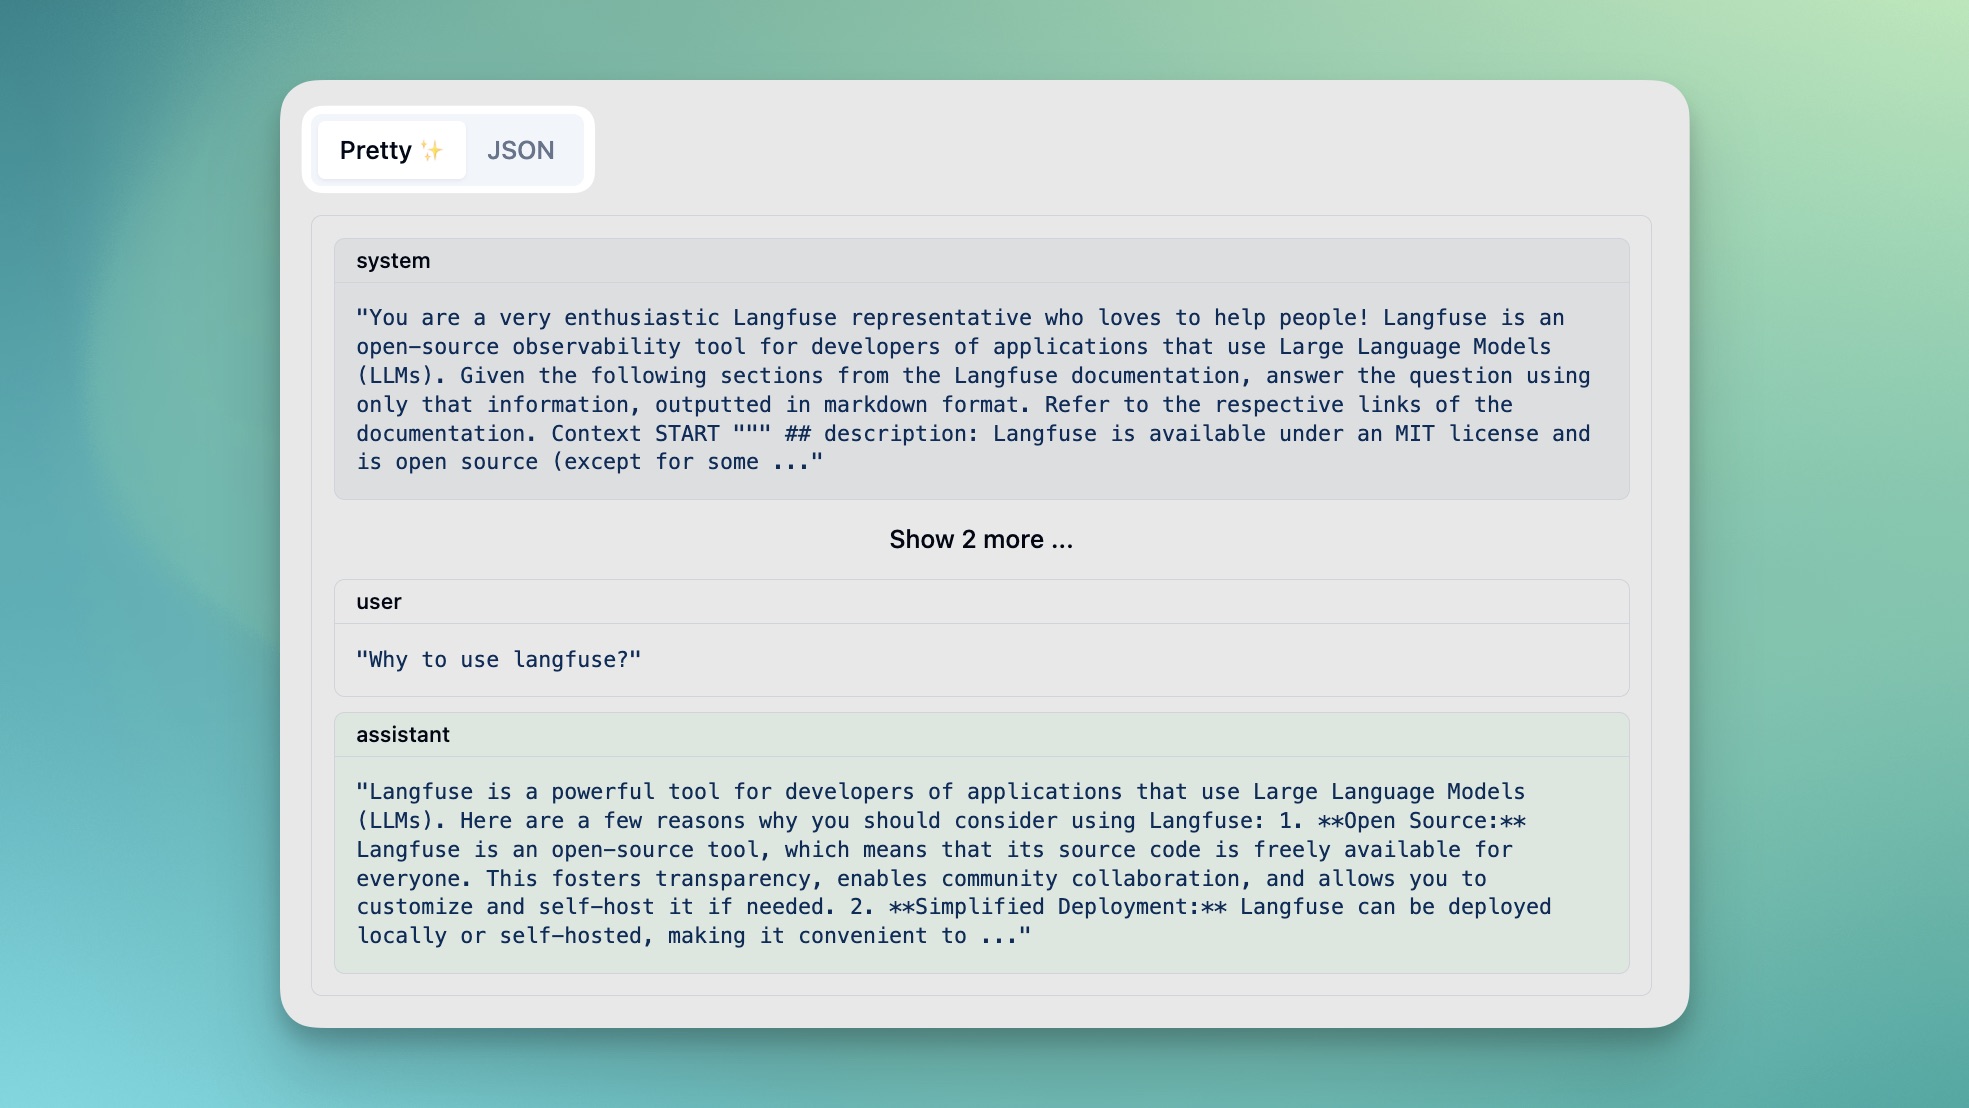 Pretty ✨ JSON
system
"You are a very enthusiastic Langfuse representative who loves to help people! Langfuse is an
open-source observability tool for developers of applications that use Large Language Models
(LLMs). Given the following sections from the Langfuse documentation, answer the question using
only that information, outputted in markdown format. Refer to the respective links of the
documentation. Context START """ ## description: Langfuse is available under an MIT license and
is open source (except for some ..."
Show 2 more ...
user
"Why to use langfuse?"
assistant
"Langfuse is a powerful tool for developers of applications that use Large Language Models
(LLMs). Here are a few reasons why you should consider using Langfuse: 1. **Open Source:**
Langfuse is an open-source tool, which means that its source code is freely available for
everyone. This fosters transparency, enables community collaboration, and allows you to
customize and self-host it if needed. 2. **Simplified Deployment:** Langfuse can be deployed
locally or self-hosted, making it convenient to ..."